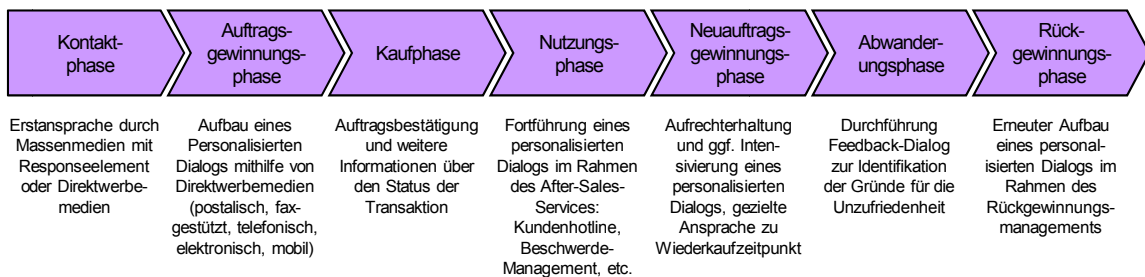 Kontakt-
phase
Auftrags-
gewinnungs-
phase
Kaufphase
Nutzungs-
phase
Neuauftrags-
gewinnungs-
phase
Abwander-
ungsphase
Rück-
gewinnungs-
phase
Erstansprache durch
Massenmedien mit
Responseelement
oder Direktwerbe-
medien
Aufbau eines
Personalisierten
Dialogs mithilfe von
Direktwerbemedien
(postalisch, fax-
gestützt, telefonisch,
elektronisch, mobil)
Auftragsbestätigung
und weitere
Informationen über
den Status der
Transaktion
Fortführung eines
personalisierten
Dialogs im Rahmen
des After-Sales-
Services:
Kundenhotline,
Beschwerde-
Management, etc.
Aufrechterhaltung
und ggf. Inten-
sivierung eines
personalisierten
Dialogs, gezielte
Ansprache zu
Wiederkaufzeitpunkt
Durchführung
Feedback-Dialog
zur Identifikation
der Gründe für die
Unzufriedenheit
Erneuter Aufbau
eines personal-
isierten Dialogs im
Rahmen des
Rückgewinnungs-
managements